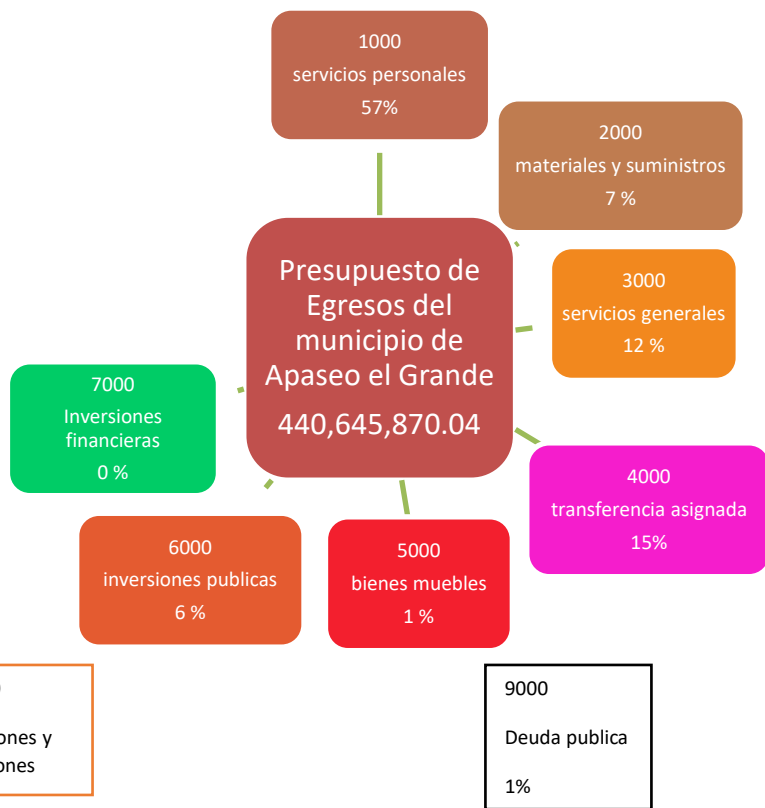 1000
servicios personales
57%
2000
materiales y suministros
7 %
3000
servicios generales
12 %
Presupuesto de
Egresos del
municipio de
Apaseo el Grande
440,645,870.04
7000
Inversiones
financieras
0 %
4000
transferencia asignada
15%
6000
inversiones publicas
6 %
5000
bienes muebles
1 %
ones y
ones
9000
Deuda publica
1%